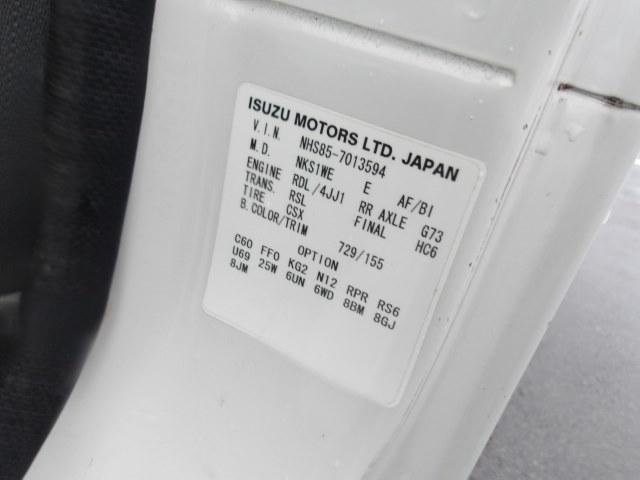 ISUZU MOTORS LTD. JAPAN
V.I.N. NHS85-7013594
M.D. NKS1WE E AF/BI
ENGINE RDL/4JJ1 RR AXLE G73
TRANS. RSL FINAL HC6
TIRE CSX
B.COLOR/TRIM 729/155
OPTION
C60 FF0 KG2 N12 RPR RS6
U69 25W 6UN 6WD 8BM 8GJ
8JM